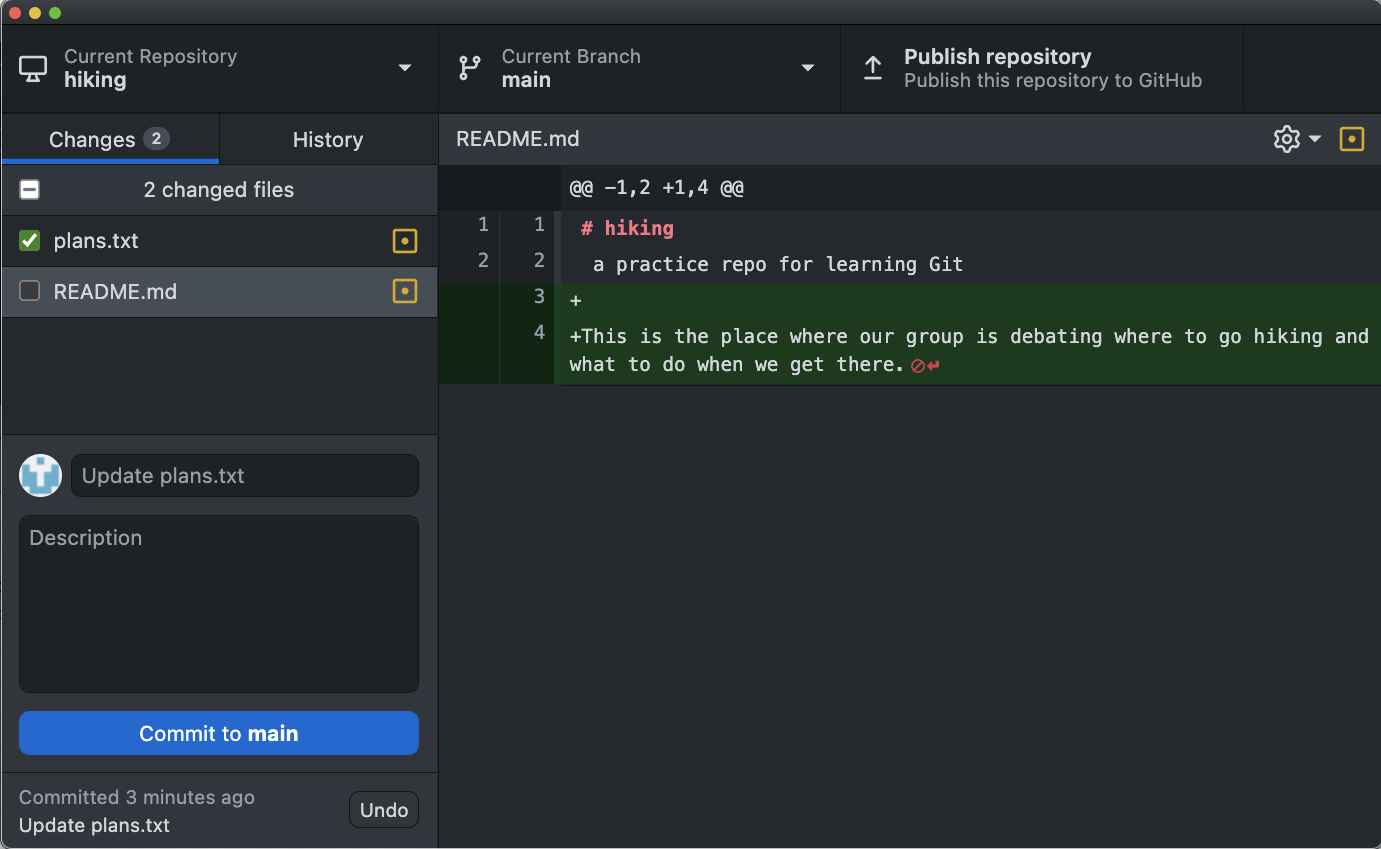 Current Repository
hiking
Current Branch
main
Publish repository
Publish this repository to GitHub
Changes 2
History
README.md
2 changed files
plans.txt
README.md
@@ -1,2 +1,4 @@
1 1 # hiking
2 2 a practice repo for learning Git
3 +
4 +This is the place where our group is debating where to go hiking and
what to do when we get there.
Update plans.txt
Description
Commit to main
Committed 3 minutes ago
Update plans.txt
Undo